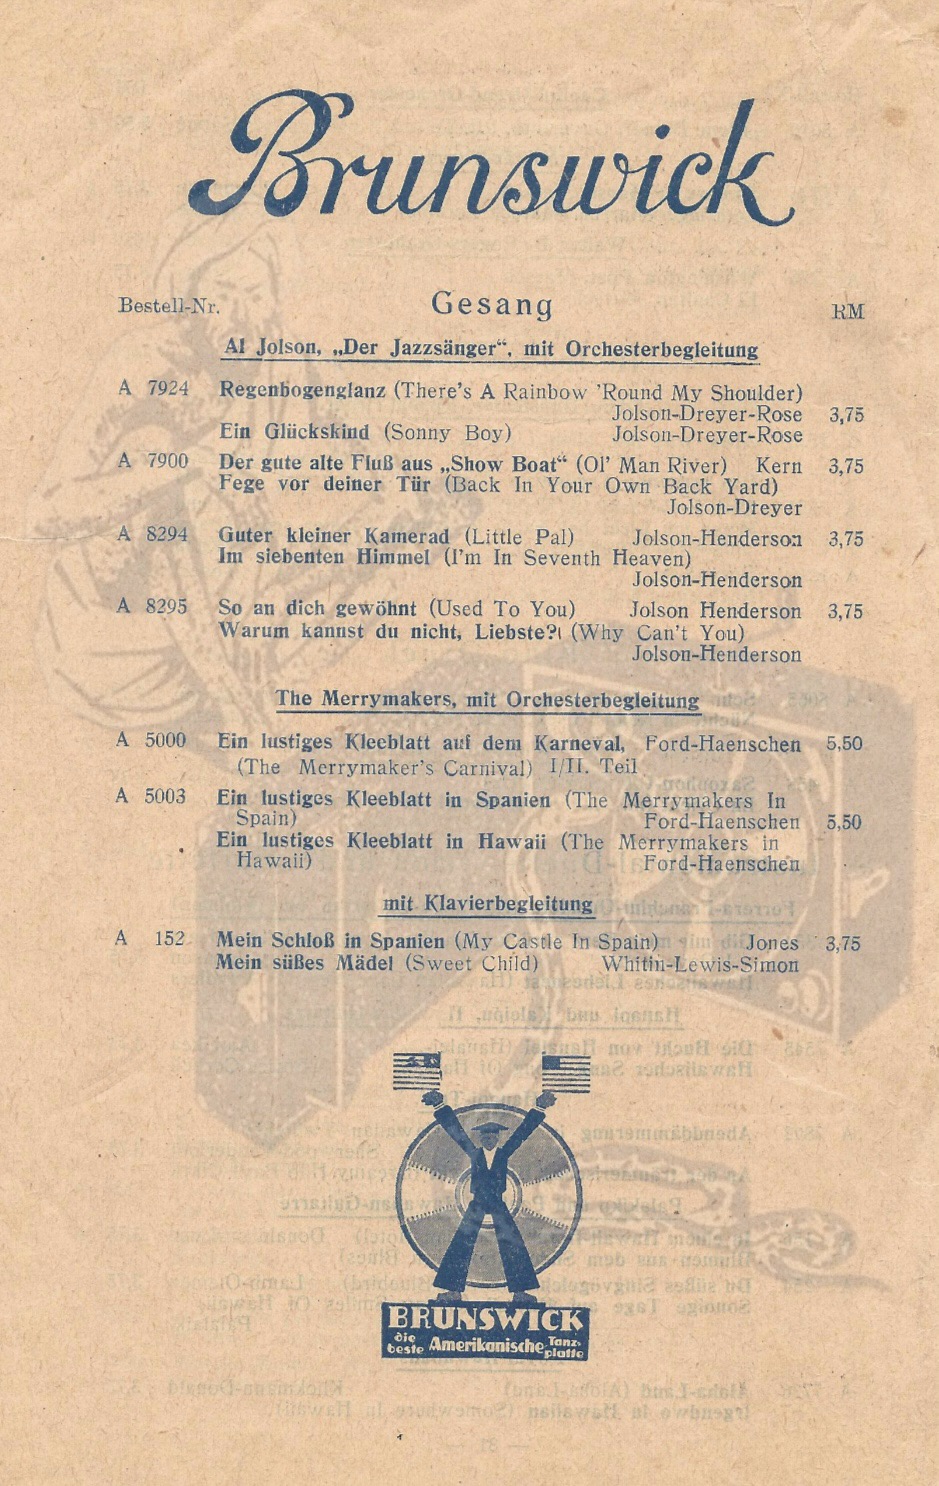 Brunswick
Bestell-Nr. Gesang RM
Al Jolson, „Der Jazzsänger“, mit Orchesterbegleitung
A 7924 Regenbogenglanz (There's A Rainbow 'Round My Shoulder)
Jolson-Dreyer-Rose 3,75
Ein Glückskind (Sonny Boy) Jolson-Dreyer-Rose
A 7900 Der gute alte Fluß aus „Show Boat“ (Ol' Man River) Kern 3,75
Fege vor deiner Tür (Back In Your Own Back Yard)
Jolson-Dreyer
A 8294 Guter kleiner Kamerad (Little Pal) Jolson-Henderson 3,75
Im siebenten Himmel (I'm In Seventh Heaven)
Jolson-Henderson
A 8295 So an dich gewöhnt (Used To You) Jolson Henderson 3,75
Warum kannst du nicht, Liebste? (Why Can't You)
Jolson-Henderson
The Merrymakers, mit Orchesterbegleitung
A 5000 Ein lustiges Kleeblatt auf dem Karneval, Ford-Haenschen 5,50
(The Merrymaker's Carnival) I/II. Teil
A 5003 Ein lustiges Kleeblatt in Spanien (The Merrymakers In
Spain) Ford-Haenschen 5,50
Ein lustiges Kleeblatt in Hawaii (The Merrymakers in
Hawaii) Ford-Haenschen
mit Klavierbegleitung
A 152 Mein Schloß in Spanien (My Castle In Spain) Jones 3,75
Mein süßes Mädel (Sweet Child) Whitin-Lewis-Simon
BRUNSWICK
die beste Amerikanische Tanzplatte